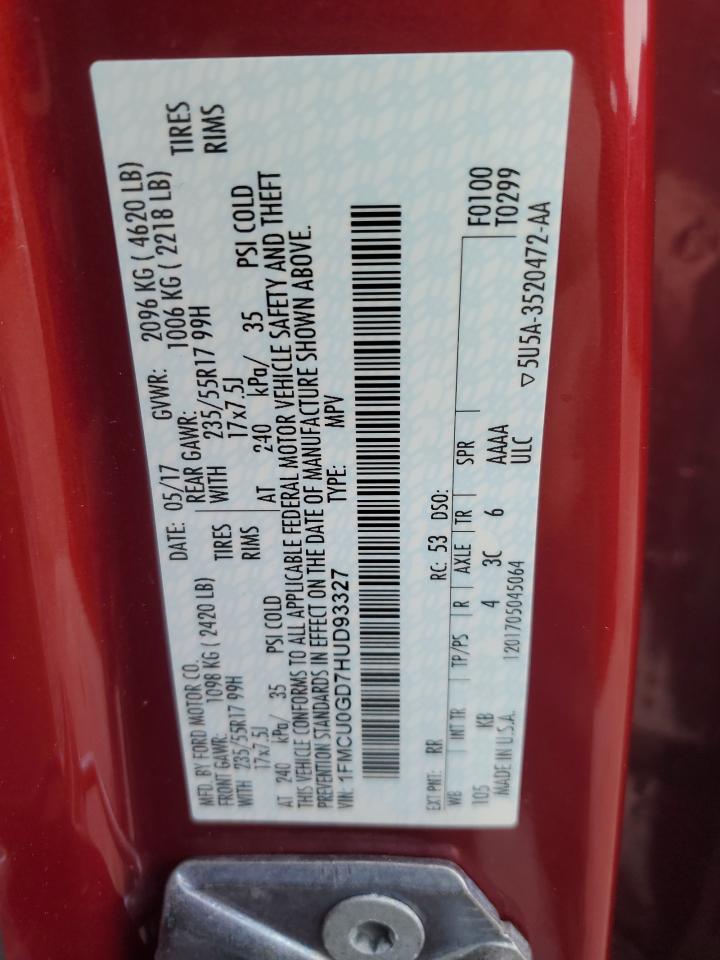 MFD. BY FORD MOTOR CO. DATE: 05/17 GVWR: 2096 KG ( 4620 LB)
FRONT GAWR: 1098 KG ( 2420 LB) REAR GAWR: 1006 KG ( 2218 LB)
WITH 235/55R17 99H TIRES WITH 235/55R17 99H TIRES
17x7.5J RIMS 17x7.5J RIMS
AT 240 kPa/ 35 PSI COLD AT 240 kPa/ 35 PSI COLD
THIS VEHICLE CONFORMS TO ALL APPLICABLE FEDERAL MOTOR VEHICLE SAFETY AND THEFT
PREVENTION STANDARDS IN EFFECT ON THE DATE OF MANUFACTURE SHOWN ABOVE.
VIN: 1FMCU0GD7HUD93327 TYPE: MPV
EXT PNT: RR RC: 53 DSO: F0100
WB INT TR TP/PS R AXLE TR SPR T0299
105 KB 4 3C 6 AAAA
MADE IN U.S.A. 1201705045064 ULC
▽5U5A-3520472-AA